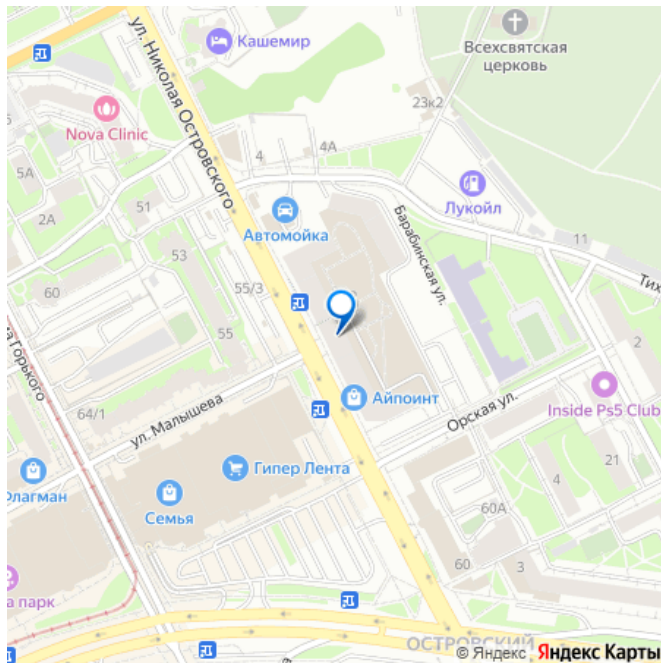 Кашемир
Всехсвятская
церковь
ул. Николая Островского
23к2
Nova Clinic
4
4А
5А
Лукойл
51
2А
Автомойка
Барабинская ул.
11
53
Тих
60
55/3
55
2
64/1
Айпоинт
Inside Ps5 Club
ул. Малышева
Орская ул.
Гипер Лента
21
4
Семья
60А
60
3
а парк
ОСТРОВСКИЙ
© Яндекс Яндекс Карты